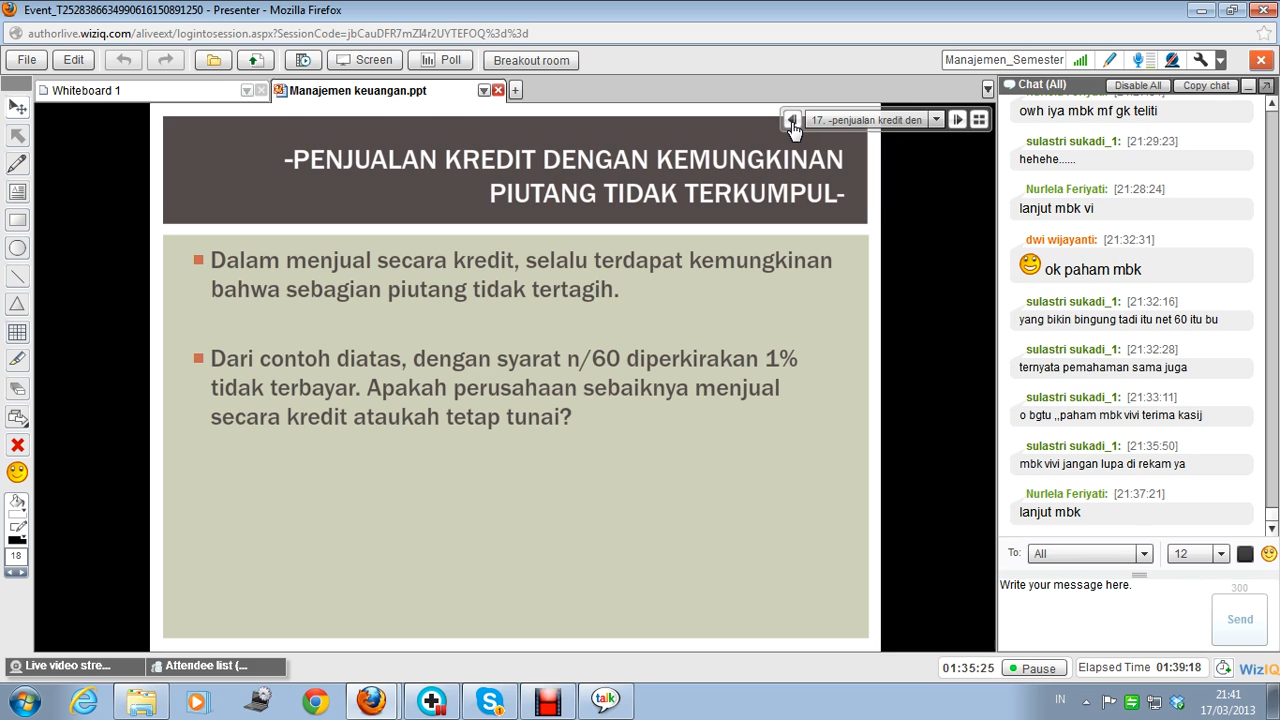 Event_T2528386634990616150891250 - Presenter - Mozilla Firefox
authorlive.wiziq.com/aliveext/logintosession.aspx?SessionCode=jbCauDFR7mZI4r2UYTEFOQ%3d%3d
File
Edit
Screen
Poll
Breakout room
Manajemen_Semester
Whiteboard 1
Manajemen keuangan.ppt
17. -penjualan kredit den
-PENJUALAN KREDIT DENGAN KEMUNGKINAN
PIUTANG TIDAK TERKUMPUL-
Dalam menjual secara kredit, selalu terdapat kemungkinan
bahwa sebagian piutang tidak tertagih.
Dari contoh diatas, dengan syarat n/60 diperkirakan 1%
tidak terbayar. Apakah perusahaan sebaiknya menjual
secara kredit ataukah tetap tunai?
18
Chat (All)
Disable All
Copy chat
owh iya mbk mf gk teliti
sulastri sukadi_1: [21:29:23]
hehehe......
Nurlela Feriyati: [21:28:24]
lanjut mbk vi
dwi wijayanti: [21:32:31]
ok paham mbk
sulastri sukadi_1: [21:32:16]
yang bikin bingung tadi itu net 60 itu bu
sulastri sukadi_1: [21:32:28]
ternyata pemahaman sama juga
sulastri sukadi_1: [21:33:11]
o bgtu ,,paham mbk vivi terima kasij
sulastri sukadi_1: [21:35:50]
mbk vivi jangan lupa di rekam ya
Nurlela Feriyati: [21:37:21]
lanjut mbk
To:
All
12
Write your message here.
300
Send
Live video stre...
Attendee list (...
01:35:25
Pause
Elapsed Time 01:39:18
WizIQ
talk
IN
21:41
17/03/2013